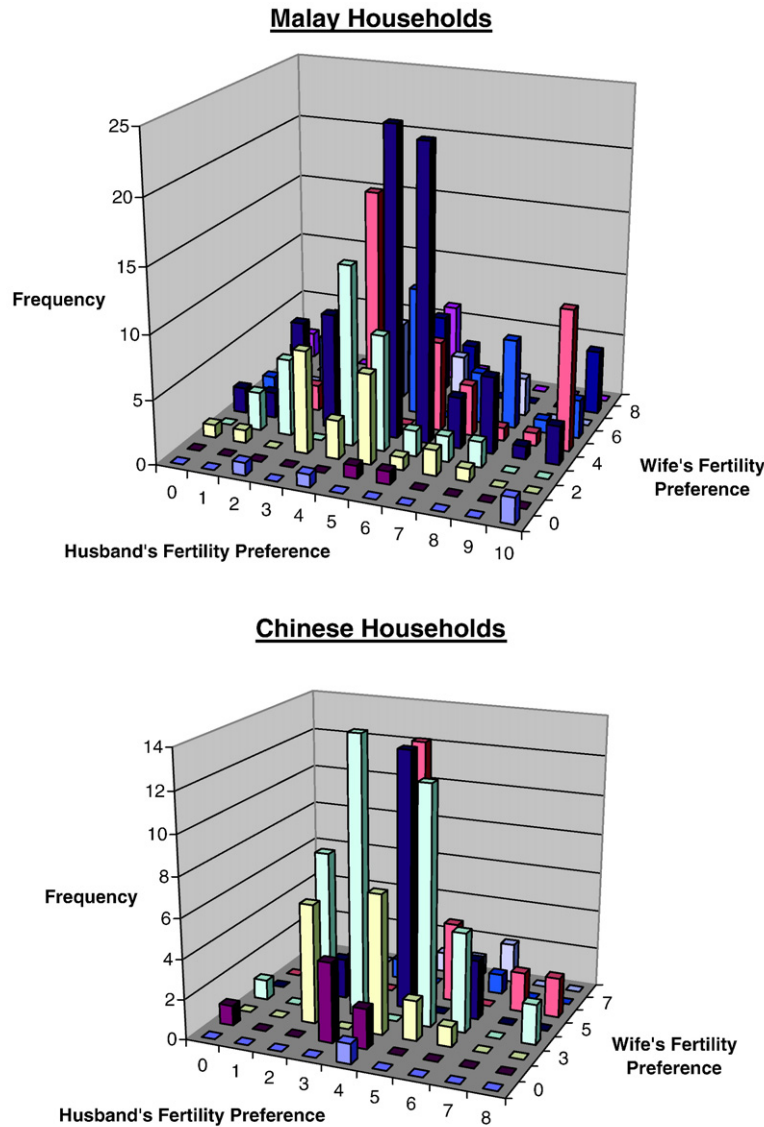 Malay Households
25
20
15
10
5
0
Frequency
0 1 2 3 4 5 6 7 8 9 10
Husband's Fertility Preference
8
6
4
2
0
Wife's Fertility
Preference
Chinese Households
14
12
10
8
6
4
2
0
Frequency
0 1 2 3 4 5 6 7 8
Husband's Fertility Preference
7
5
3
0
Wife's Fertility
Preference